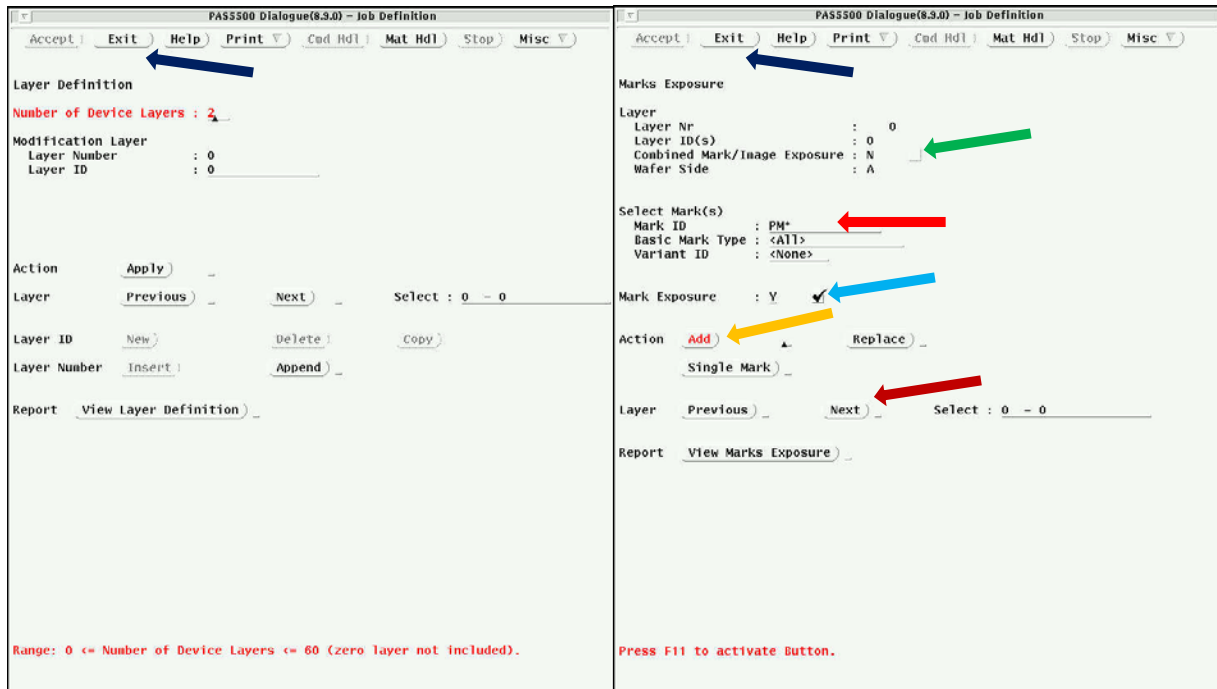 PAS5500 Dialogue(8.9.0) – Job Definition
Accept Exit Help Print Cmd Hdl Mat Hdl Stop Misc
Layer Definition
Number of Device Layers : 2
Modification Layer
Layer Number : 0
Layer ID : 0
Action Apply
Layer Previous Next Select : 0 - 0
Layer ID New Delete Copy
Layer Number Insert Append
Report View Layer Definition
Range: 0 <= Number of Device Layers <= 60 (zero layer not included).
PAS5500 Dialogue(8.9.0) – Job Definition
Accept Exit Help Print Cmd Hdl Mat Hdl Stop Misc
Marks Exposure
Layer
Layer Nr : 0
Layer ID(s) : 0
Combined Mark/Image Exposure : N
Wafer Side : A
Select Mark(s)
Mark ID : PM*
Basic Mark Type : <All>
Variant ID : <None>
Mark Exposure : Y
Action Add Replace
Single Mark
Layer Previous Next Select : 0 - 0
Report View Marks Exposure
Press F11 to activate Button.